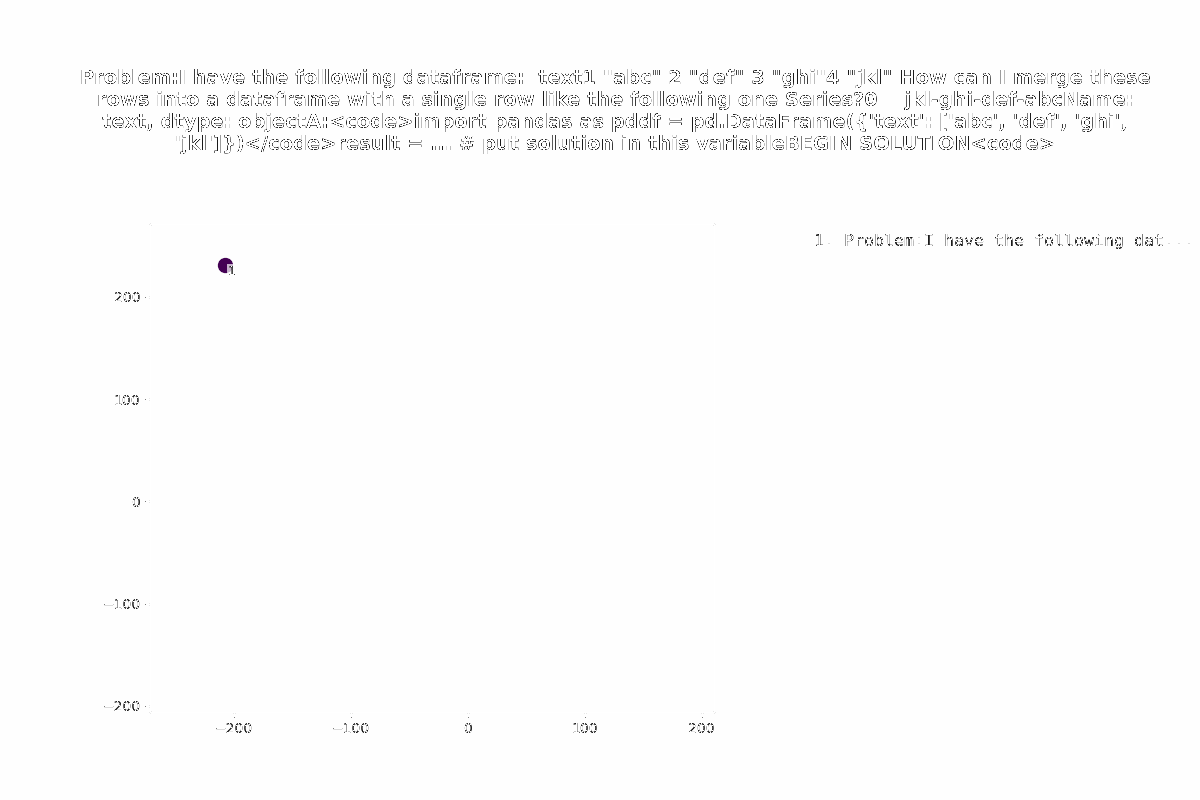 Problem:I have the following dataframe:  text1 "abc" 2 "def" 3 "ghi"4 "jkl" How can I merge these
rows into a dataframe with a single row like the following one Series?0    jkl-ghi-def-abcName:
text, dtype: objectA:<code>import pandas as pddf = pd.DataFrame({'text': ['abc', 'def', 'ghi',
'jkl']})</code>result = ... # put solution in this variableBEGIN SOLUTION<code>
1. Problem:I have the following dat...
1
200
100
0
−100
−200
−200
−100
0
100
200